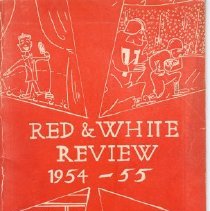 RED & WHITE
REVIEW
1954 - 55